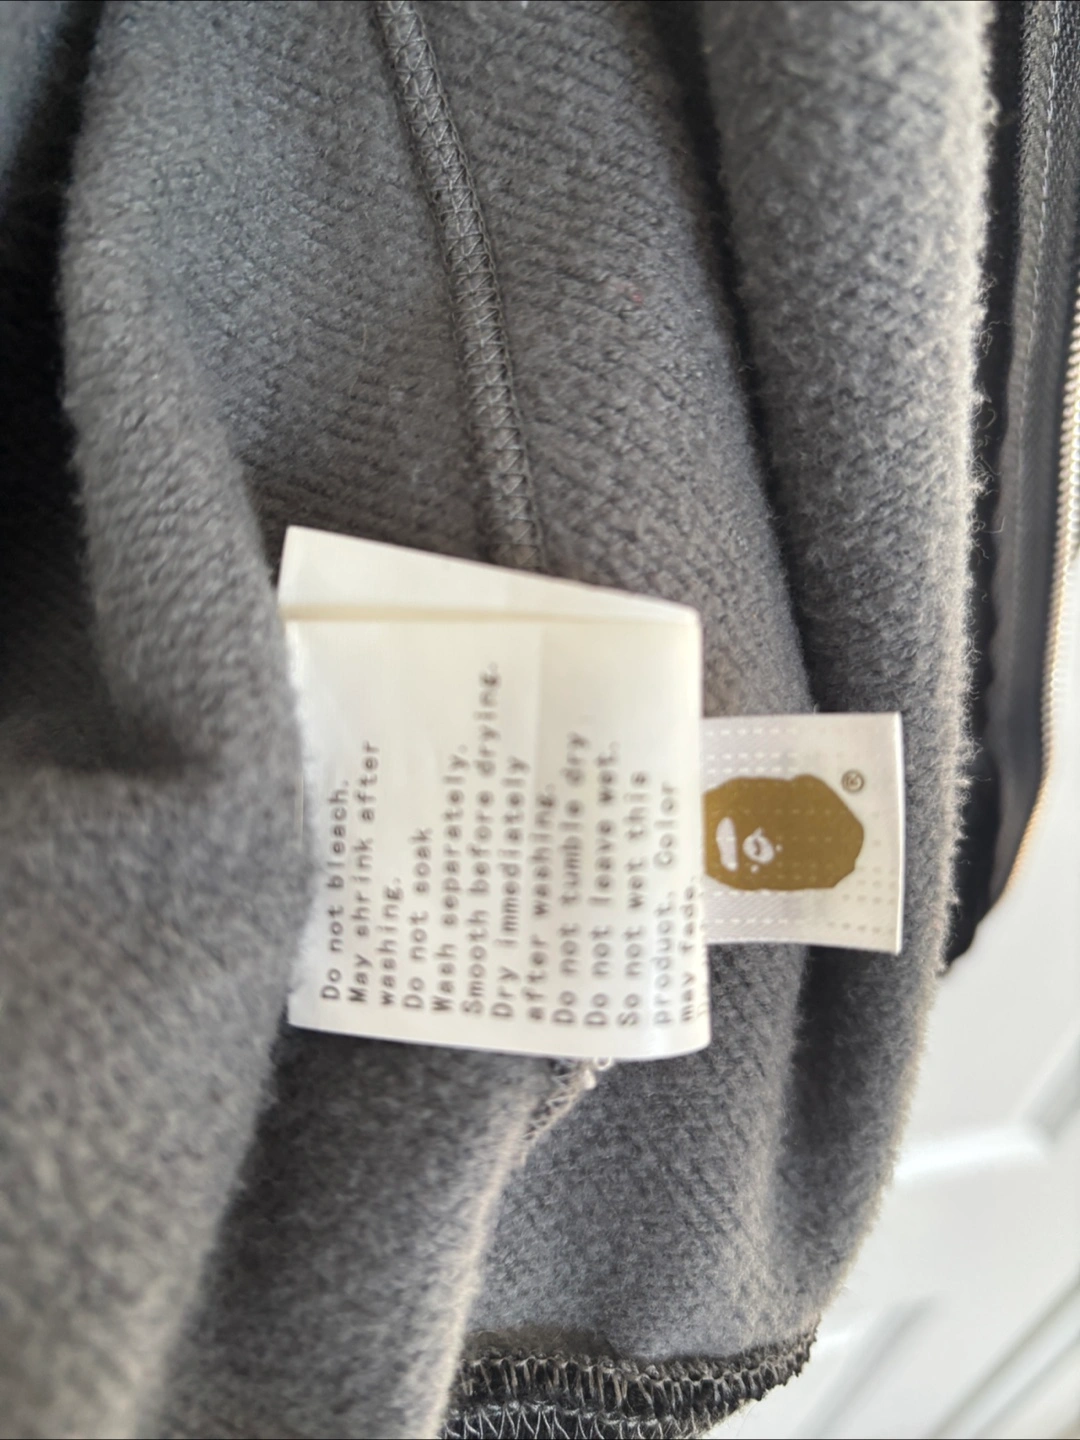 Do not bleach.
May shrink after
washing.
Do not soak
Wash separately.
Smooth before drying.
Dry immediately
after washing.
Do not tumble dry
Do not leave wet.
So not wet this
product. Color
may fade.
®